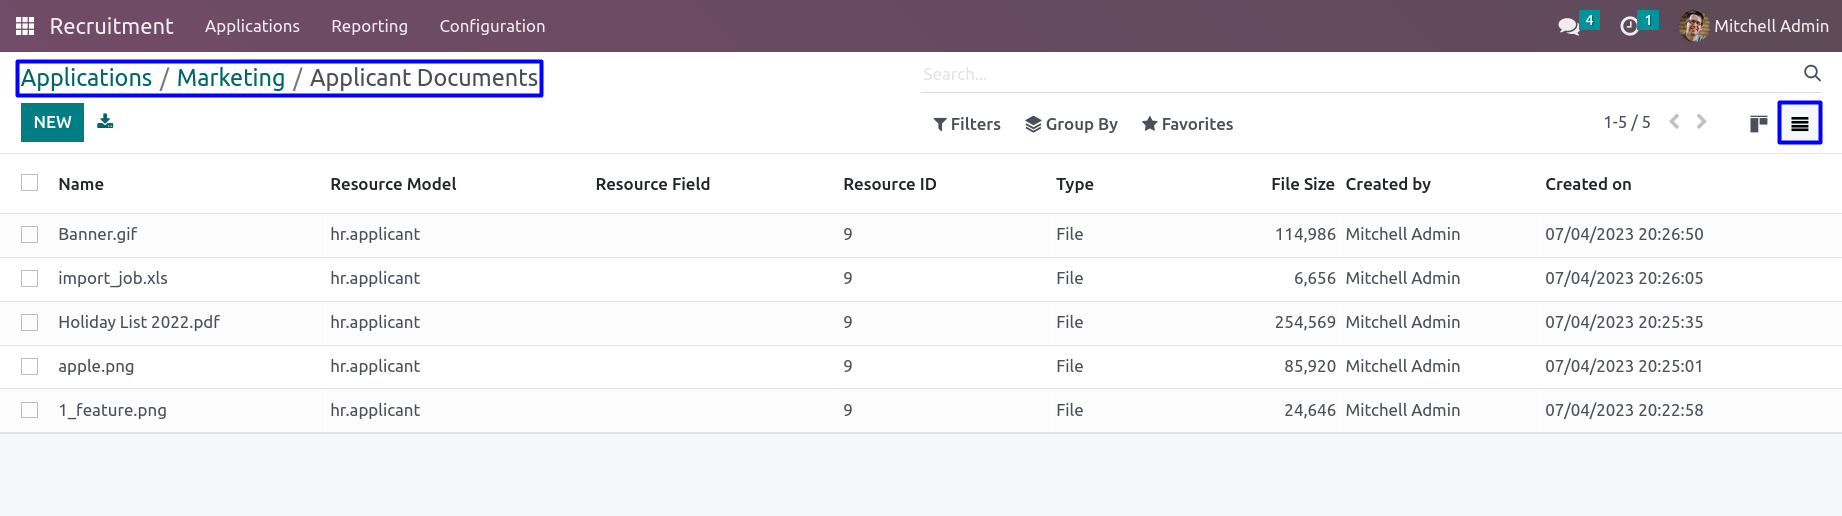 Recruitment Applications Reporting Configuration 4 1 Mitchell Admin
Applications / Marketing / Applicant Documents Search...
NEW Filters Group By Favorites 1-5 / 5
Name Resource Model Resource Field Resource ID Type File Size Created by Created on
Banner.gif hr.applicant 9 File 114,986 Mitchell Admin 07/04/2023 20:26:50
import_job.xls hr.applicant 9 File 6,656 Mitchell Admin 07/04/2023 20:26:05
Holiday List 2022.pdf hr.applicant 9 File 254,569 Mitchell Admin 07/04/2023 20:25:35
apple.png hr.applicant 9 File 85,920 Mitchell Admin 07/04/2023 20:25:01
1_feature.png hr.applicant 9 File 24,646 Mitchell Admin 07/04/2023 20:22:58